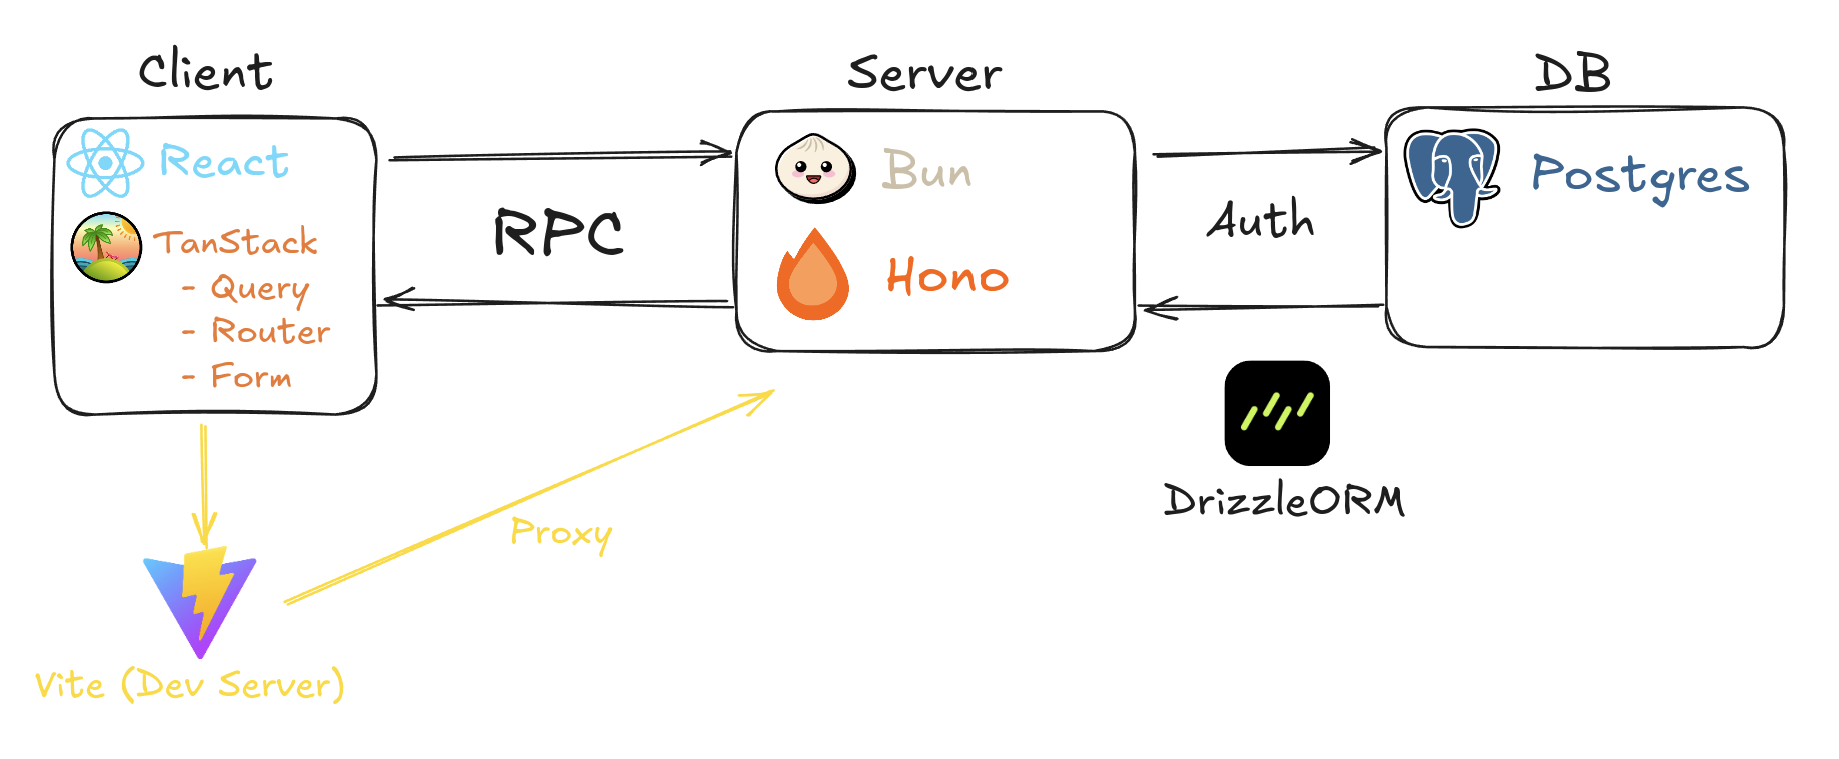 Client
React
TanStack
- Query
- Router
- Form
RPC
Server
Bun
Hono
Auth
DB
Postgres
DrizzleORM
Proxy
Vite (Dev Server)